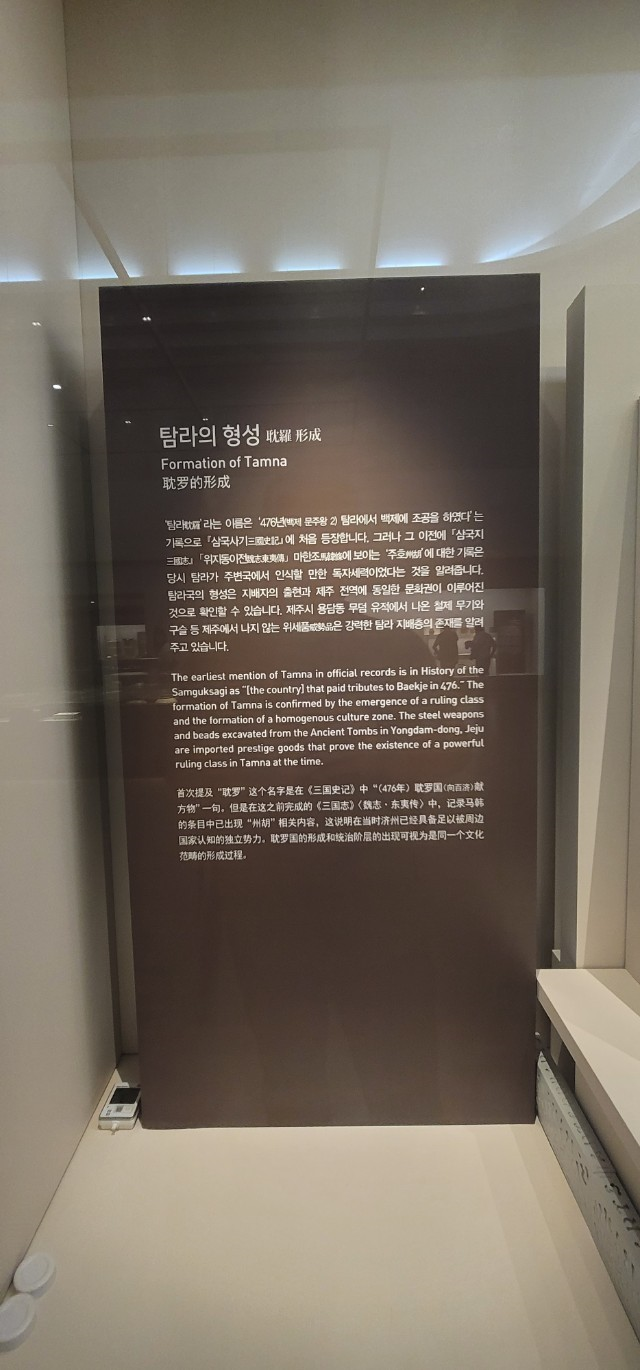 탐라의 형성 耽羅 形成
Formation of Tamna
耽罗的形成
'탐라耽羅'라는 이름은 '476년(백제 문주왕 2) 탐라에서 백제에 조공을 하였다'는
기록으로 『삼국사기三國史記』에 처음 등장합니다. 그러나 그 이전에 『삼국지
三國志』「위지동이전魏志東夷傳」 마한조馬韓條에 보이는 '주호州胡'에 대한 기록은
당시 탐라가 주변국에서 인식할 만한 독자세력이었다는 것을 알려줍니다.
탐라국의 형성은 지배자의 출현과 제주 전역에 동일한 문화권이 이루어진
것으로 확인할 수 있습니다. 제주시 용담동 무덤 유적에서 나온 철제 무기와
구슬 등 제주에서 나지 않는 위세품威勢品은 강력한 탐라 지배층의 존재를 알려
주고 있습니다.
The earliest mention of Tamna in official records is in History of the
Samguksagi as "[the country] that paid tributes to Baekje in 476." The
formation of Tamna is confirmed by the emergence of a ruling class
and the formation of a homogenous culture zone. The steel weapons
and beads excavated from the Ancient Tombs in Yongdam-dong, Jeju
are imported prestige goods that prove the existence of a powerful
ruling class in Tamna at the time.
首次提及“耽罗”这个名字是在《三国史记》中“(476年) 耽罗国(向百济)献
方物”一句。但是在这之前完成的《三国志》〈魏志·东夷传〉中，记录马韩
的条目中已出现“州胡”相关内容，这说明在当时济州已经具备足以被周边
国家认知的独立势力。耽罗国的形成和统治阶层的出现可视为是同一个文化
范畴的形成过程。